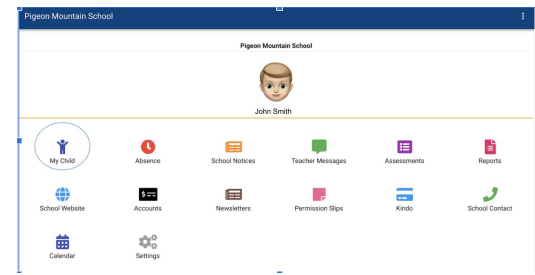 Pigeon Mountain School
Pigeon Mountain School
John Smith
My Child
Absence
School Notices
Teacher Messages
Assessments
Reports
School Website
Accounts
Newsletters
Permission Slips
Kindo
School Contact
Calendar
Settings